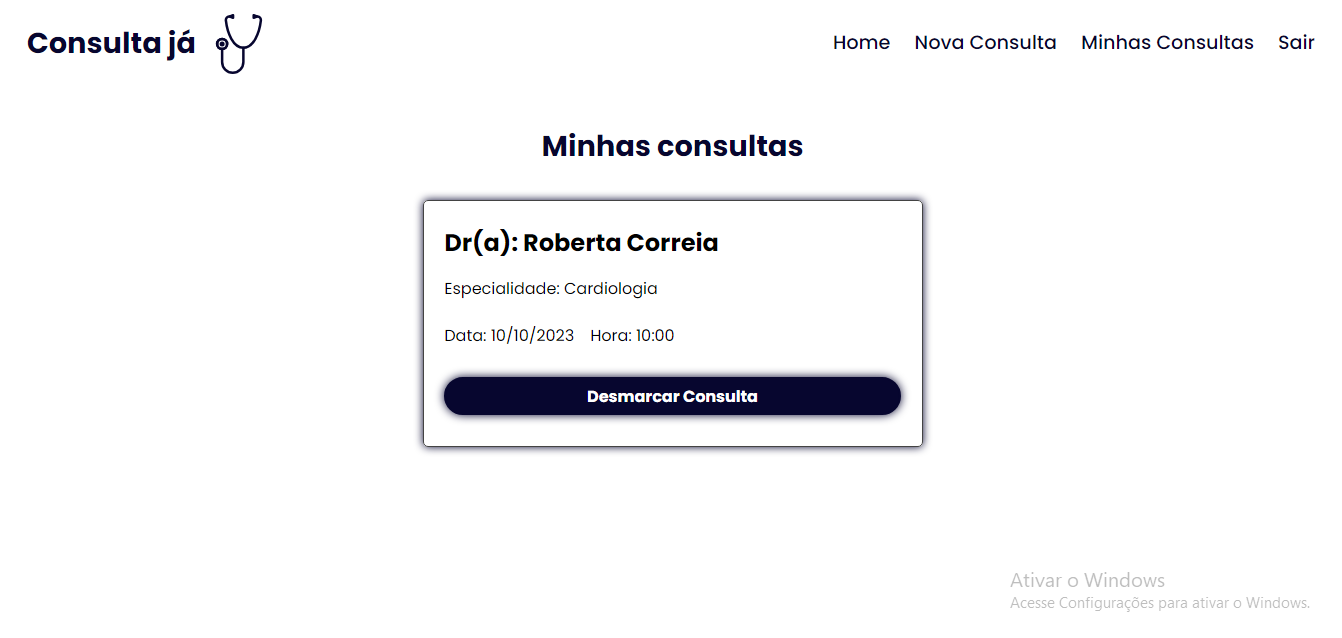 Consulta já
Home Nova Consulta Minhas Consultas Sair
Minhas consultas
Dr(a): Roberta Correia
Especialidade: Cardiologia
Data: 10/10/2023 Hora: 10:00
Desmarcar Consulta
Ativar o Windows
Acesse Configurações para ativar o Windows.